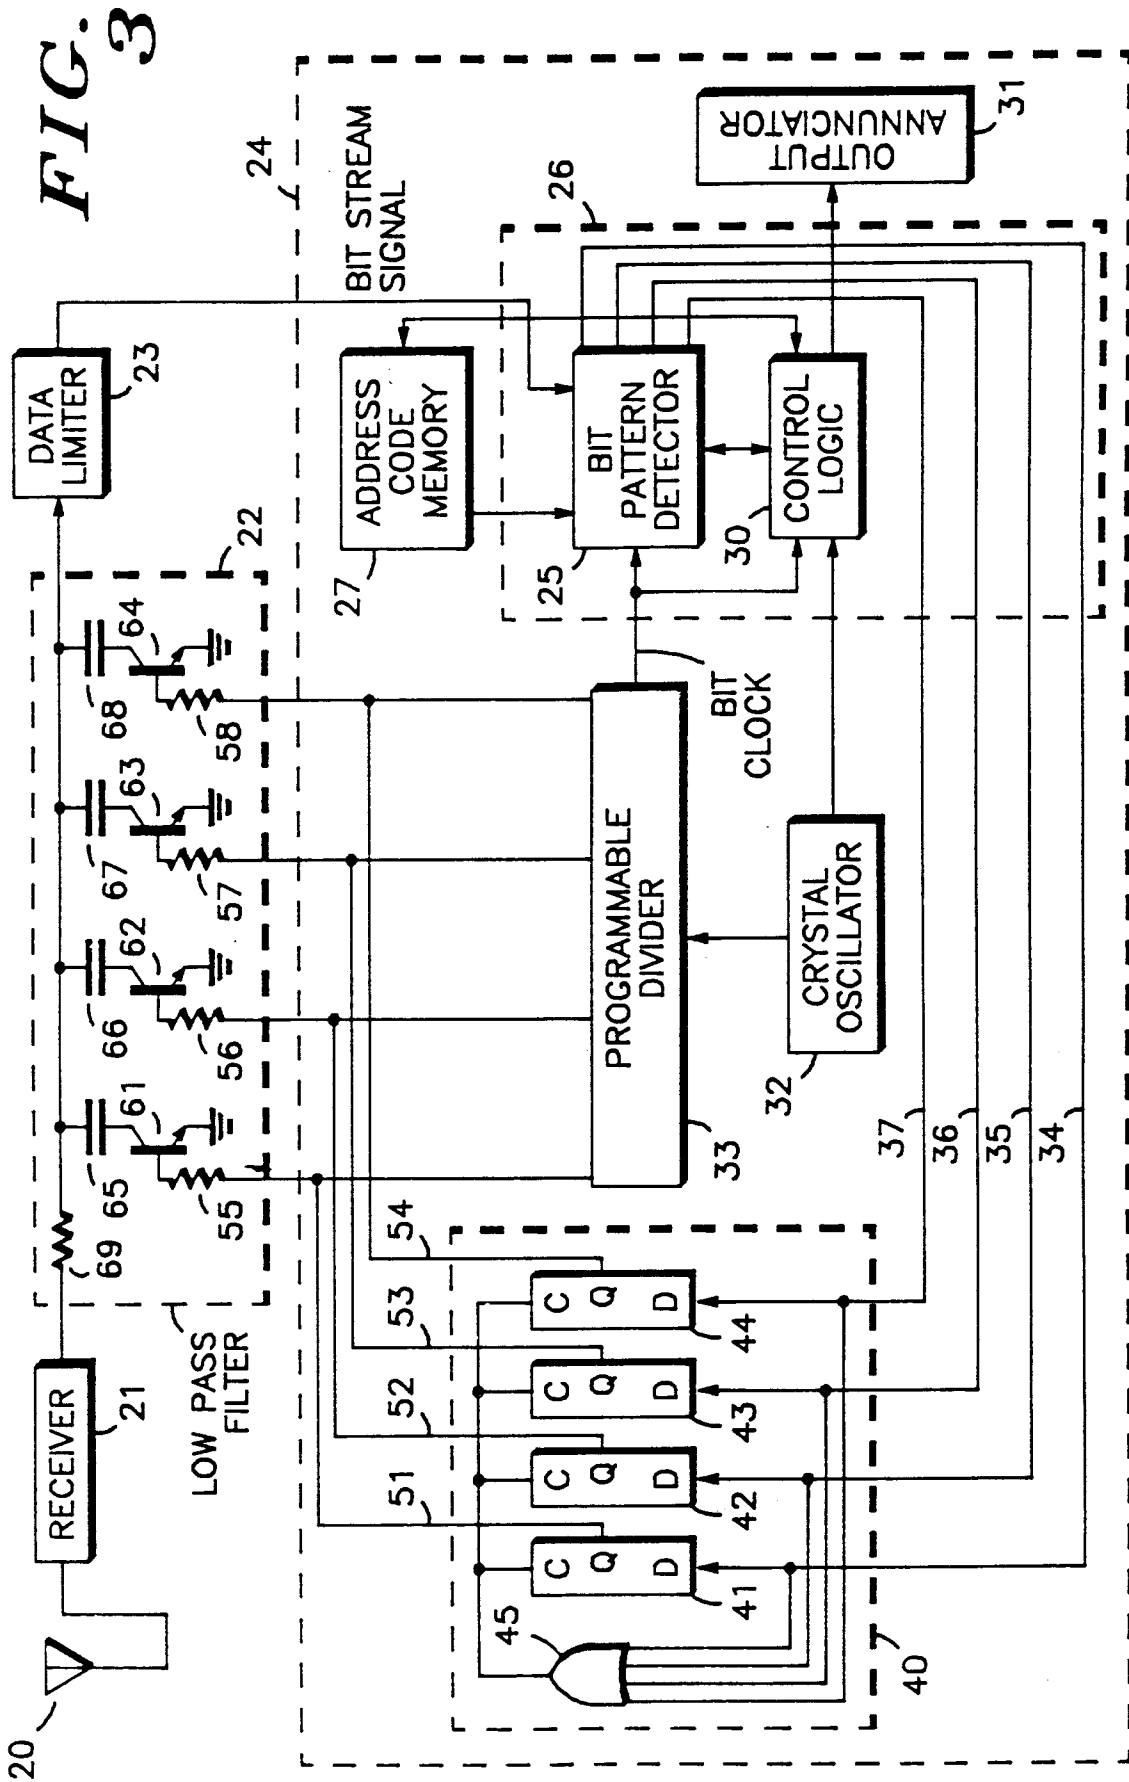 FIG. 3
20
RECEIVER
21
LOW PASS
FILTER
69
65
66
67
68
61
62
63
64
55
56
57
58
22
DATA
LIMITER
23
24
BIT STREAM
SIGNAL
ADDRESS
CODE
MEMORY
27
26
BIT
PATTERN
DETECTOR
25
CONTROL
LOGIC
30
OUTPUT
ANNUNCIATOR
31
BIT
CLOCK
PROGRAMMABLE
DIVIDER
33
CRYSTAL
OSCILLATOR
32
37
36
35
34
51
52
53
54
C
Q
D
41
C
Q
D
42
C
Q
D
43
C
Q
D
44
45
40